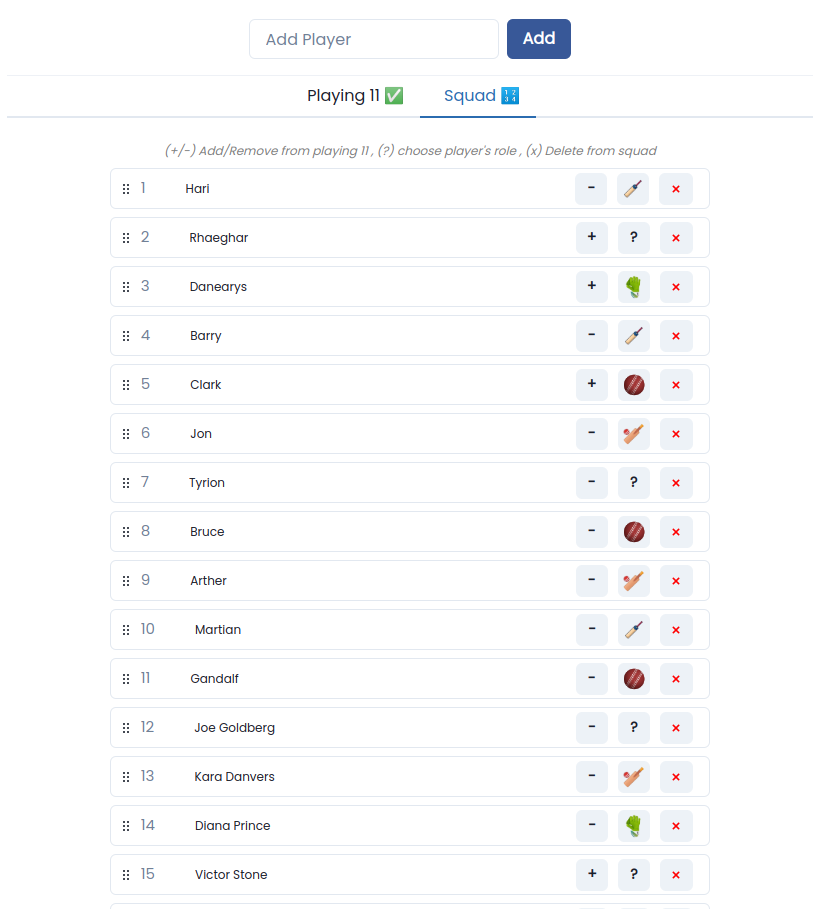 Add Player Add
Playing 11 ✅ Squad 🔢
(+/-) Add/Remove from playing 11 , (?) choose player's role , (x) Delete from squad
1 Hari - ×
2 Rhaeghar + ? ×
3 Danearys + ×
4 Barry - ×
5 Clark + ×
6 Jon - ×
7 Tyrion - ? ×
8 Bruce - ×
9 Arther - ×
10 Martian - ×
11 Gandalf - ×
12 Joe Goldberg - ? ×
13 Kara Danvers - ×
14 Diana Prince - ×
15 Victor Stone + ? ×